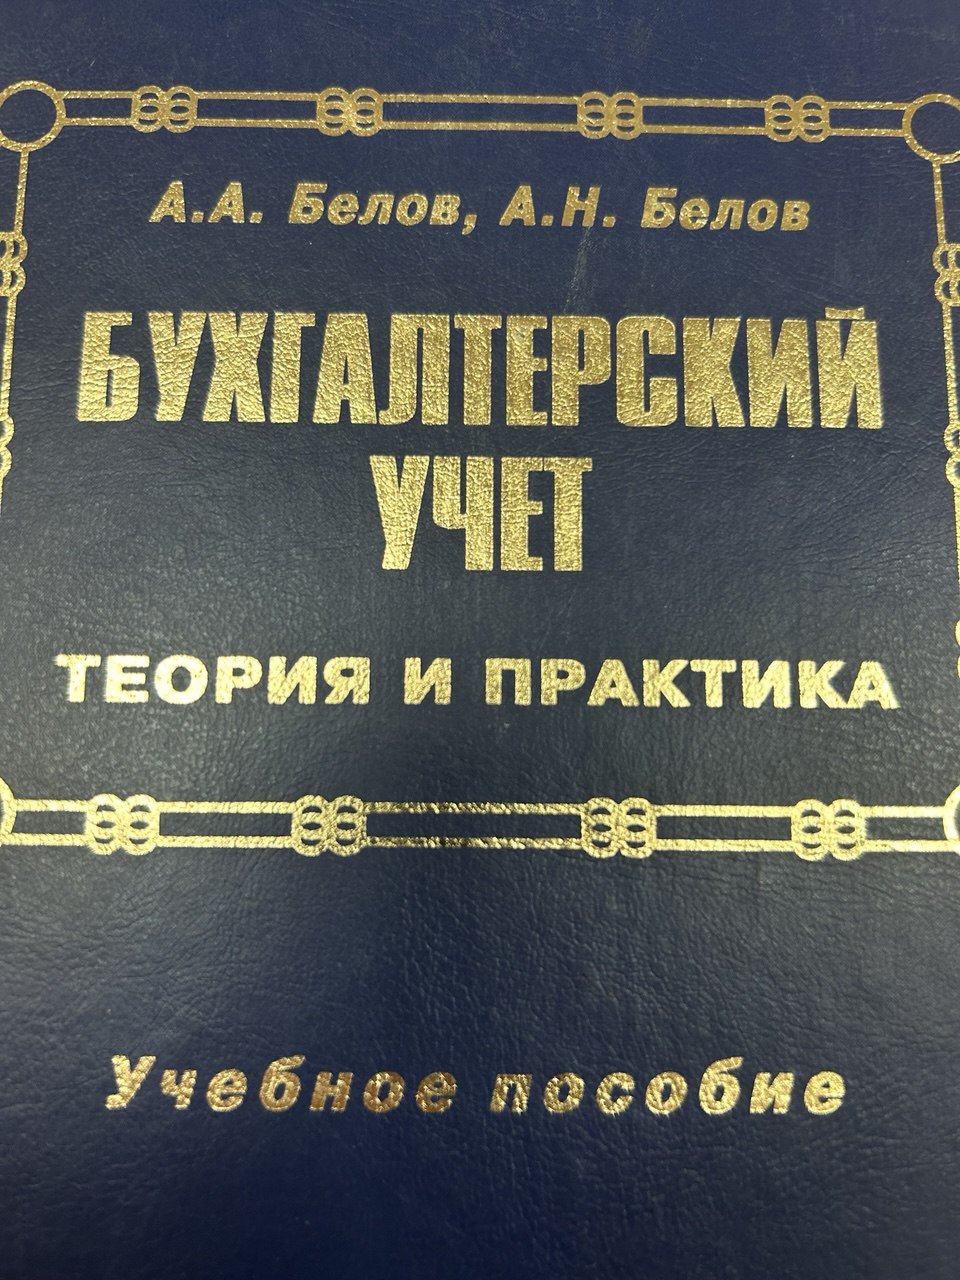 А.А. Белов, А.Н. Белов
БУХГАЛТЕРСКИЙ
УЧЕТ
ТЕОРИЯ И ПРАКТИКА
Учебное пособие